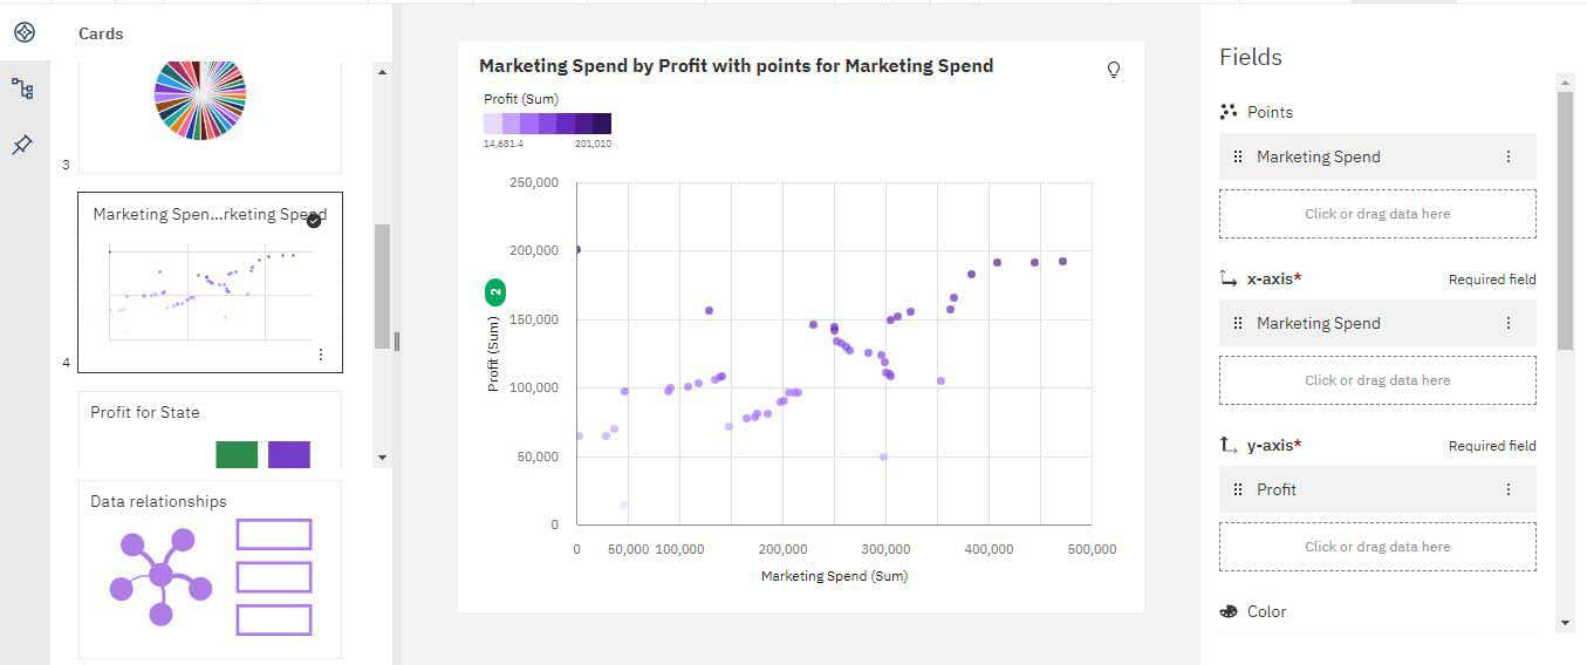 Cards
3
Marketing Spen...rketing Spend
4
Profit for State
Data relationships
Marketing Spend by Profit with points for Marketing Spend
Profit (Sum)
14,681.4 201,010
250,000
200,000
150,000
100,000
50,000
0
Profit (Sum)
2
0 50,000 100,000 200,000 300,000 400,000 500,000
Marketing Spend (Sum)
Fields
Points
Marketing Spend
Click or drag data here
x-axis* Required field
Marketing Spend
Click or drag data here
y-axis* Required field
Profit
Click or drag data here
Color